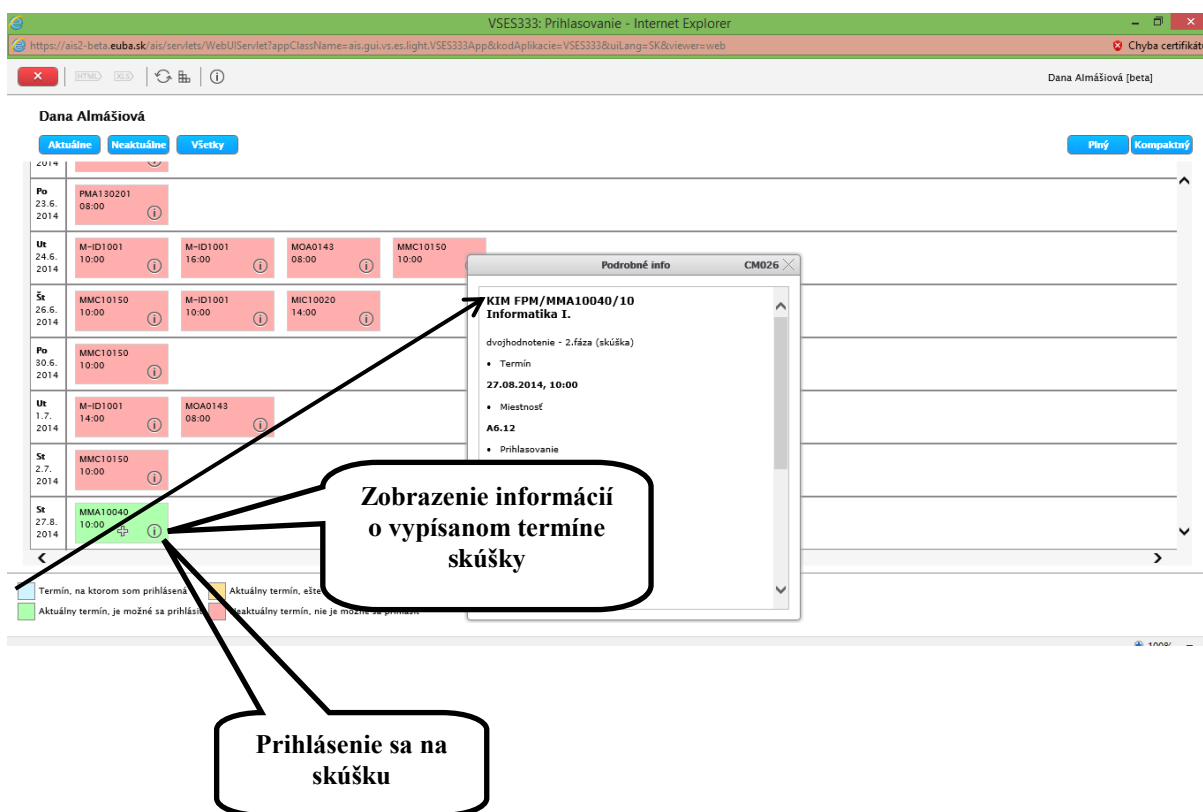 VSES333: Prihlasovanie - Internet Explorer
https://ais2-beta.euba.sk/ais/servlets/WebUIServlet?appClassName=ais.gui.vs.es.light.VSES333App&kodAplikacie=VSES333&uiLang=SK&viewer=web
Chyba certifikátu
HTML XLS
Dana Almášiová [beta]
Dana Almášiová
Aktuálne Neaktuálne Všetky Plný Kompaktný
2014
Po
23.6.
2014
PMA130201
08:00
Ut
24.6.
2014
M-ID1001
10:00
M-ID1001
16:00
MOA0143
08:00
MMC10150
10:00
Št
26.6.
2014
MMC10150
10:00
M-ID1001
10:00
MIC10020
14:00
Po
30.6.
2014
MMC10150
10:00
Ut
1.7.
2014
M-ID1001
14:00
MOA0143
08:00
St
2.7.
2014
MMC10150
10:00
St
27.8.
2014
MMA10040
10:00
Podrobné info CM026
KIM FPM/MMA10040/10
Informatika I.
dvojhodnotenie - 2.fáza (skúška)
• Termín
27.08.2014, 10:00
• Miestnosť
A6.12
• Prihlasovanie
Zobrazenie informácií
o vypísanom termíne
skúšky
Termín, na ktorom som prihlásená
Aktuálny termín, ešte
Aktuálny termín, je možné sa prihlásiť
Neaktuálny termín, nie je možné sa prihlásiť
100%
Prihlásenie sa na
skúšku